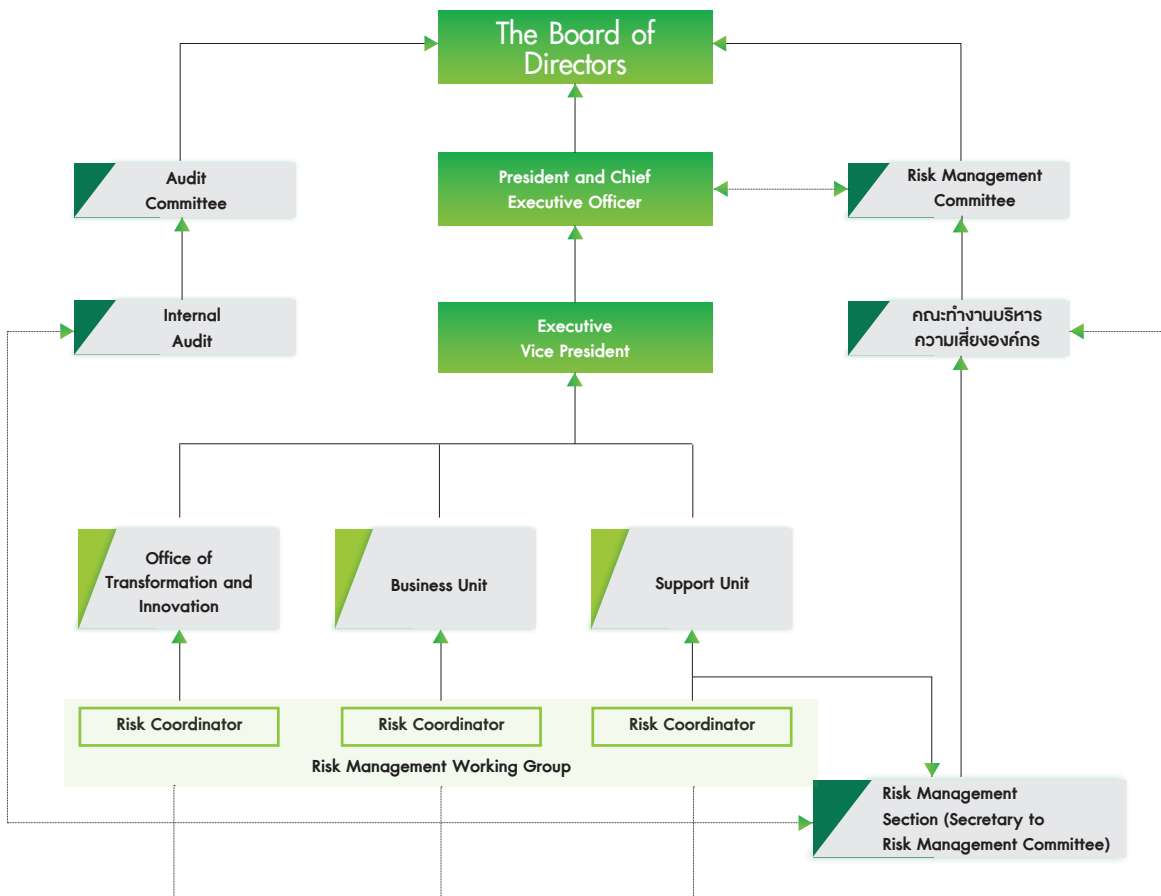 The Board of
Directors
Audit
Committee
President and Chief
Executive Officer
Risk Management
Committee
Internal
Audit
Executive
Vice President
คณะทำงานบริหาร
ความเสี่ยงองค์กร
Office of
Transformation and
Innovation
Business Unit
Support Unit
Risk Coordinator
Risk Coordinator
Risk Coordinator
Risk Management Working Group
Risk Management
Section (Secretary to
Risk Management Committee)